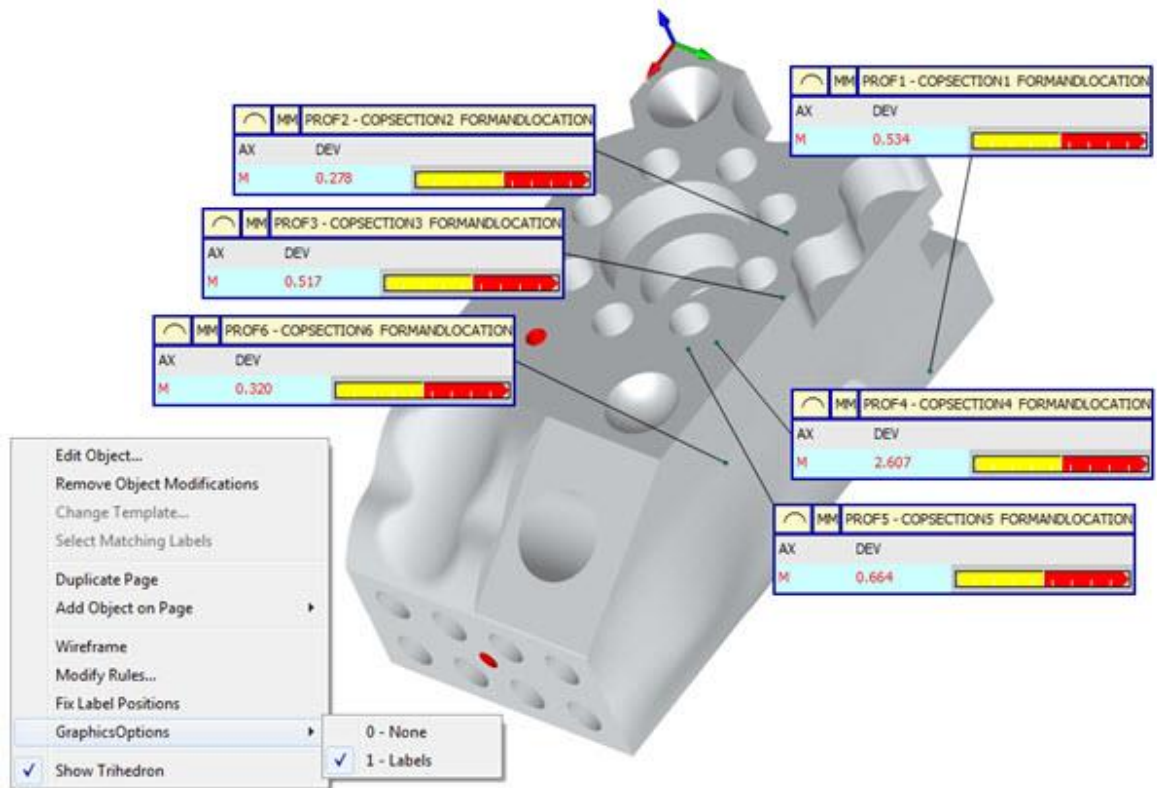 MM PROF1 - COPSECTION1 FORMANDLOCATION
AX DEV
M 0.534
MM PROF2 - COPSECTION2 FORMANDLOCATION
AX DEV
M 0.278
MM PROF3 - COPSECTION3 FORMANDLOCATION
AX DEV
M 0.517
MM PROF6 - COPSECTION6 FORMANDLOCATION
AX DEV
M 0.320
MM PROF4 - COPSECTION4 FORMANDLOCATION
AX DEV
M 2.607
MM PROF5 - COPSECTION5 FORMANDLOCATION
AX DEV
M 0.664
Edit Object...
Remove Object Modifications
Change Template...
Select Matching Labels
Duplicate Page
Add Object on Page
Wireframe
Modify Rules...
Fix Label Positions
GraphicsOptions
Show Trihedron
0 - None
1 - Labels